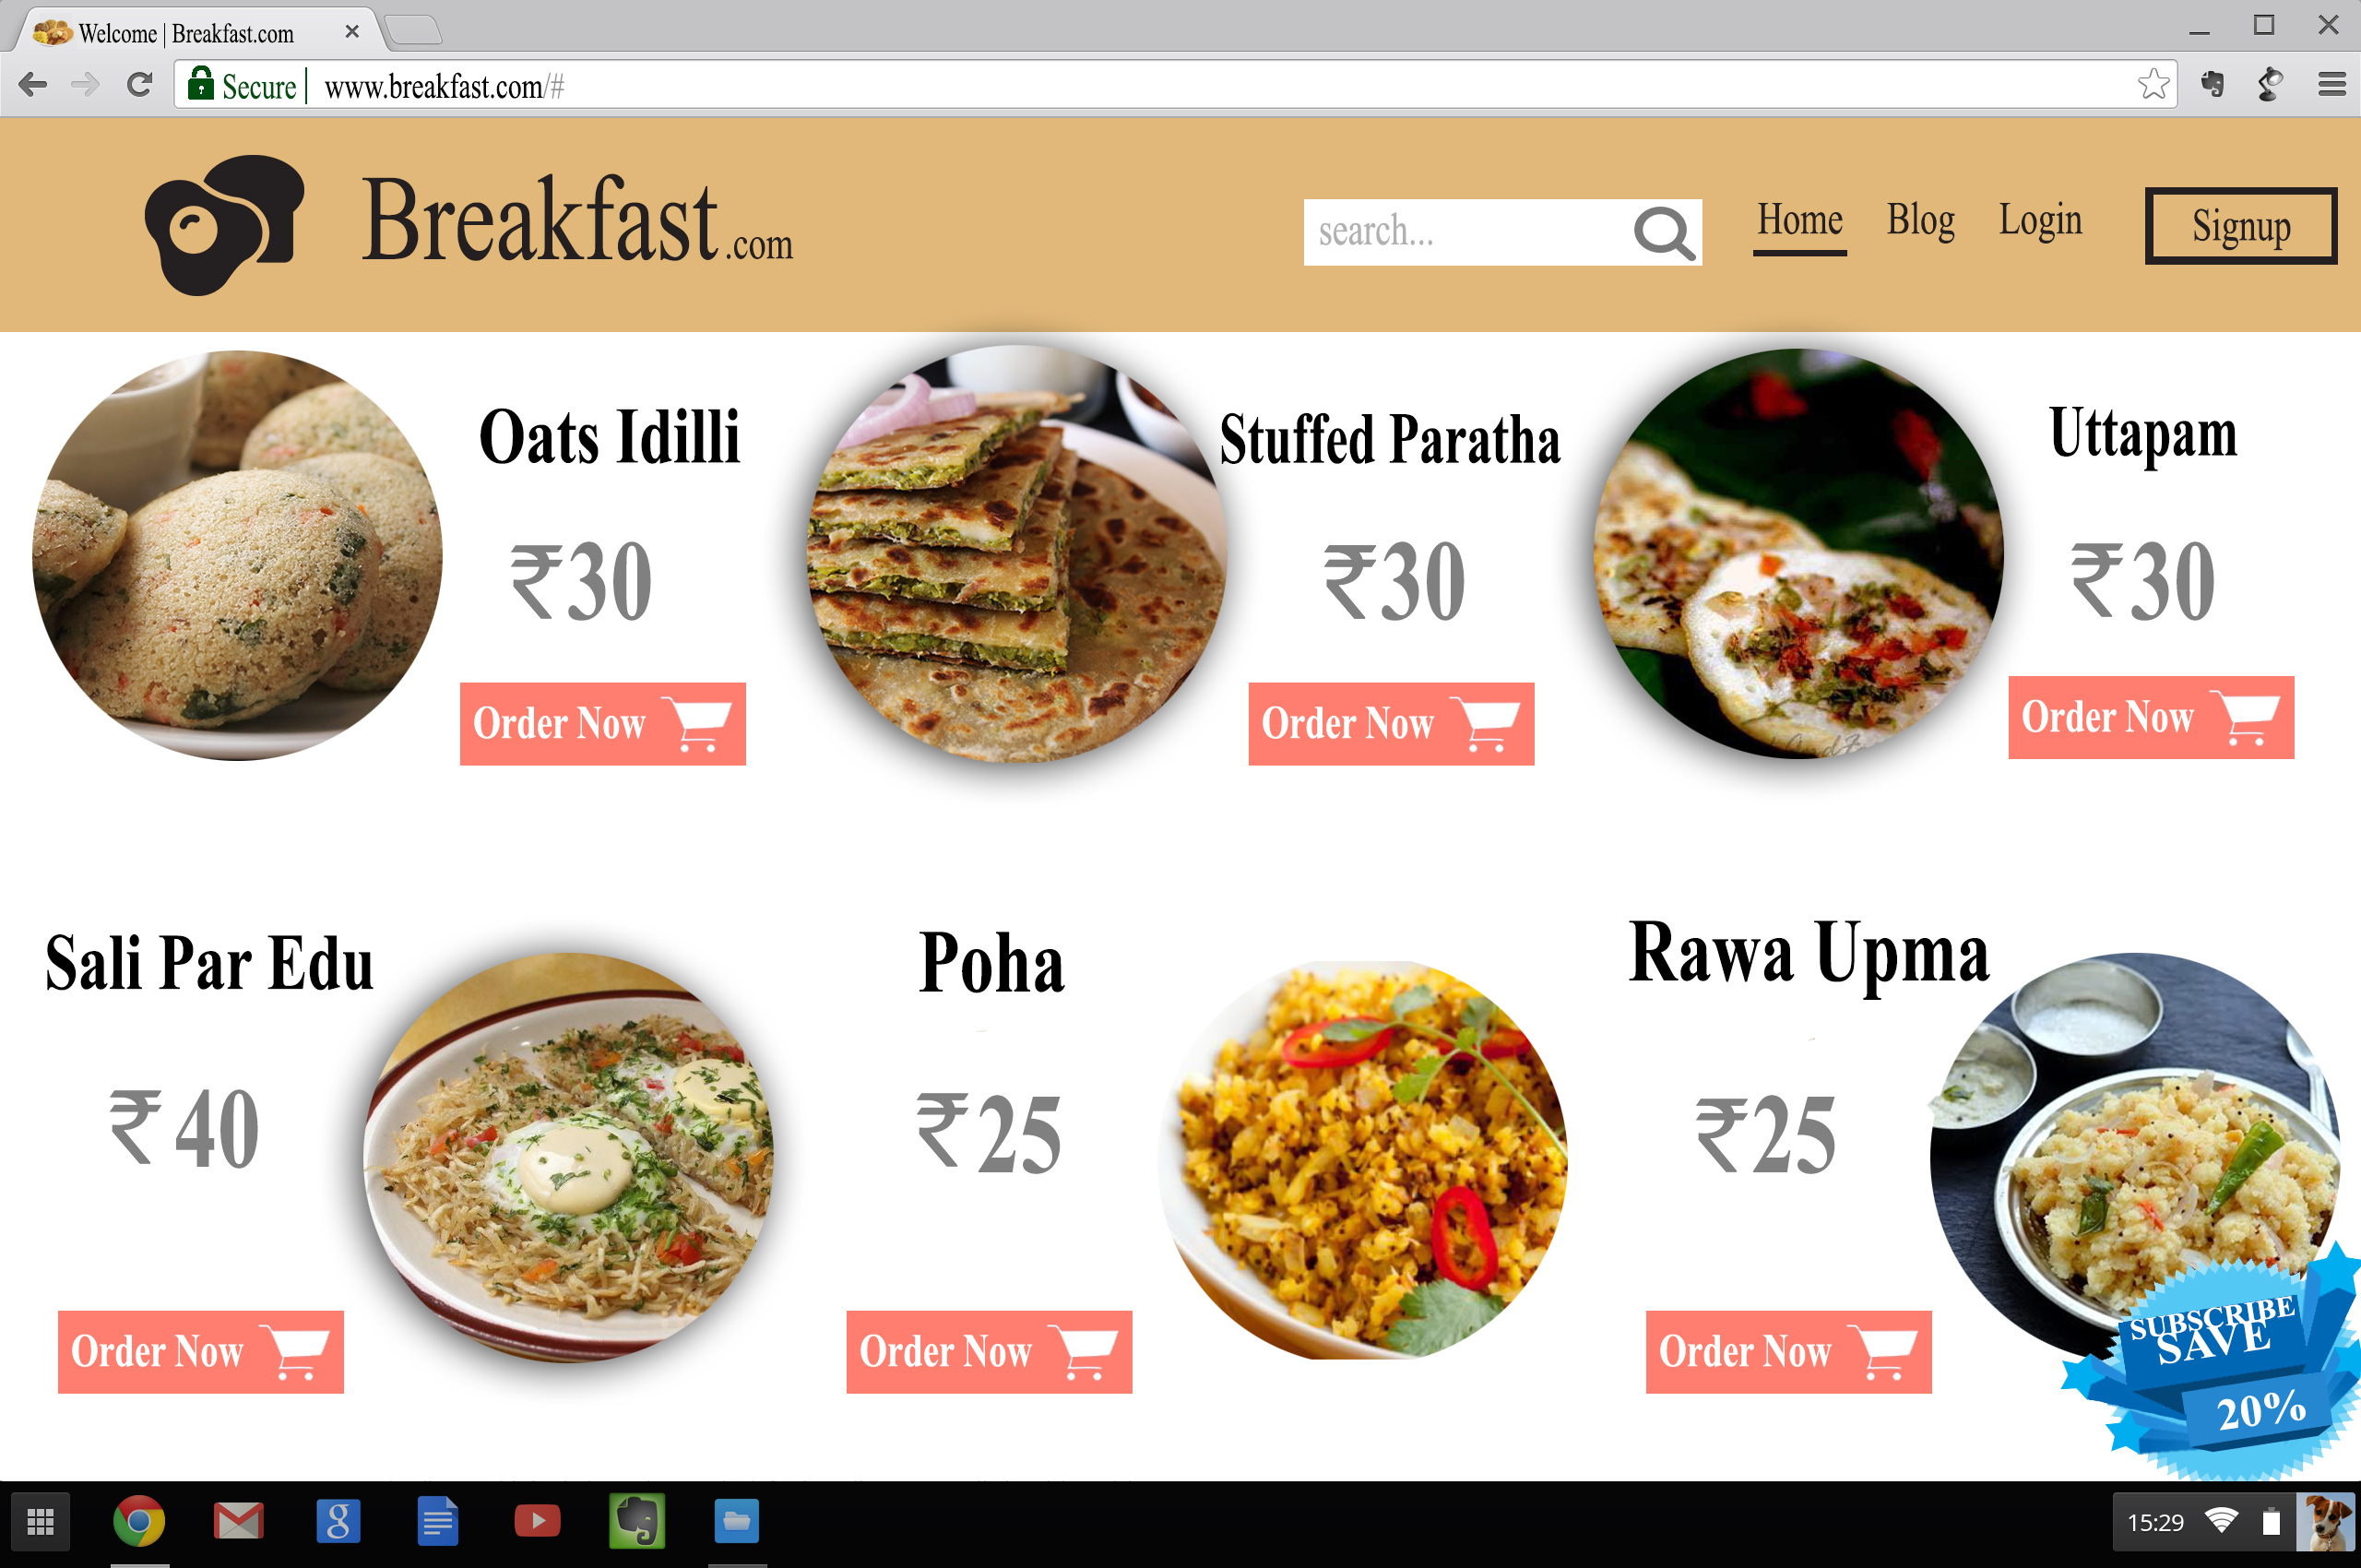 Welcome | Breakfast.com
Secure | www.breakfast.com/#
Breakfast.com
search...
Home
Blog
Login
Signup
Oats Idilli
₹30
Order Now
Stuffed Paratha
₹30
Order Now
Uttapam
₹30
Order Now
Sali Par Edu
₹40
Order Now
Poha
₹25
Order Now
Rawa Upma
₹25
Order Now
SUBSCRIBE
SAVE
20%
g
15:29